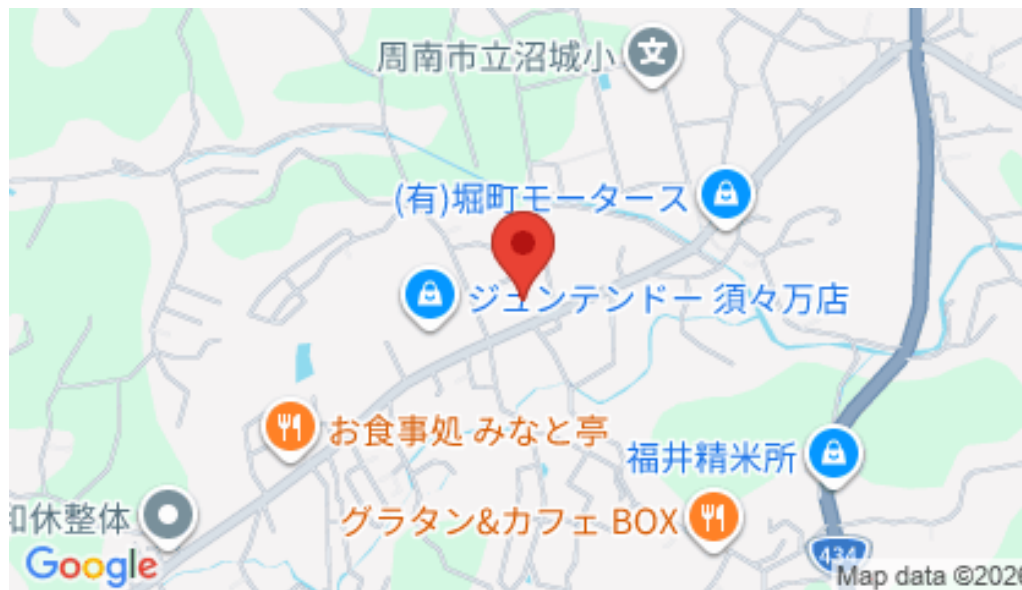 周南市立沼城小
文
(有)堀町モータース
ジュンテンドー 須々万店
お食事処 みなと亭
福井精米所
グラタン&カフェ BOX
和休整体
434
Google
Map data ©2026